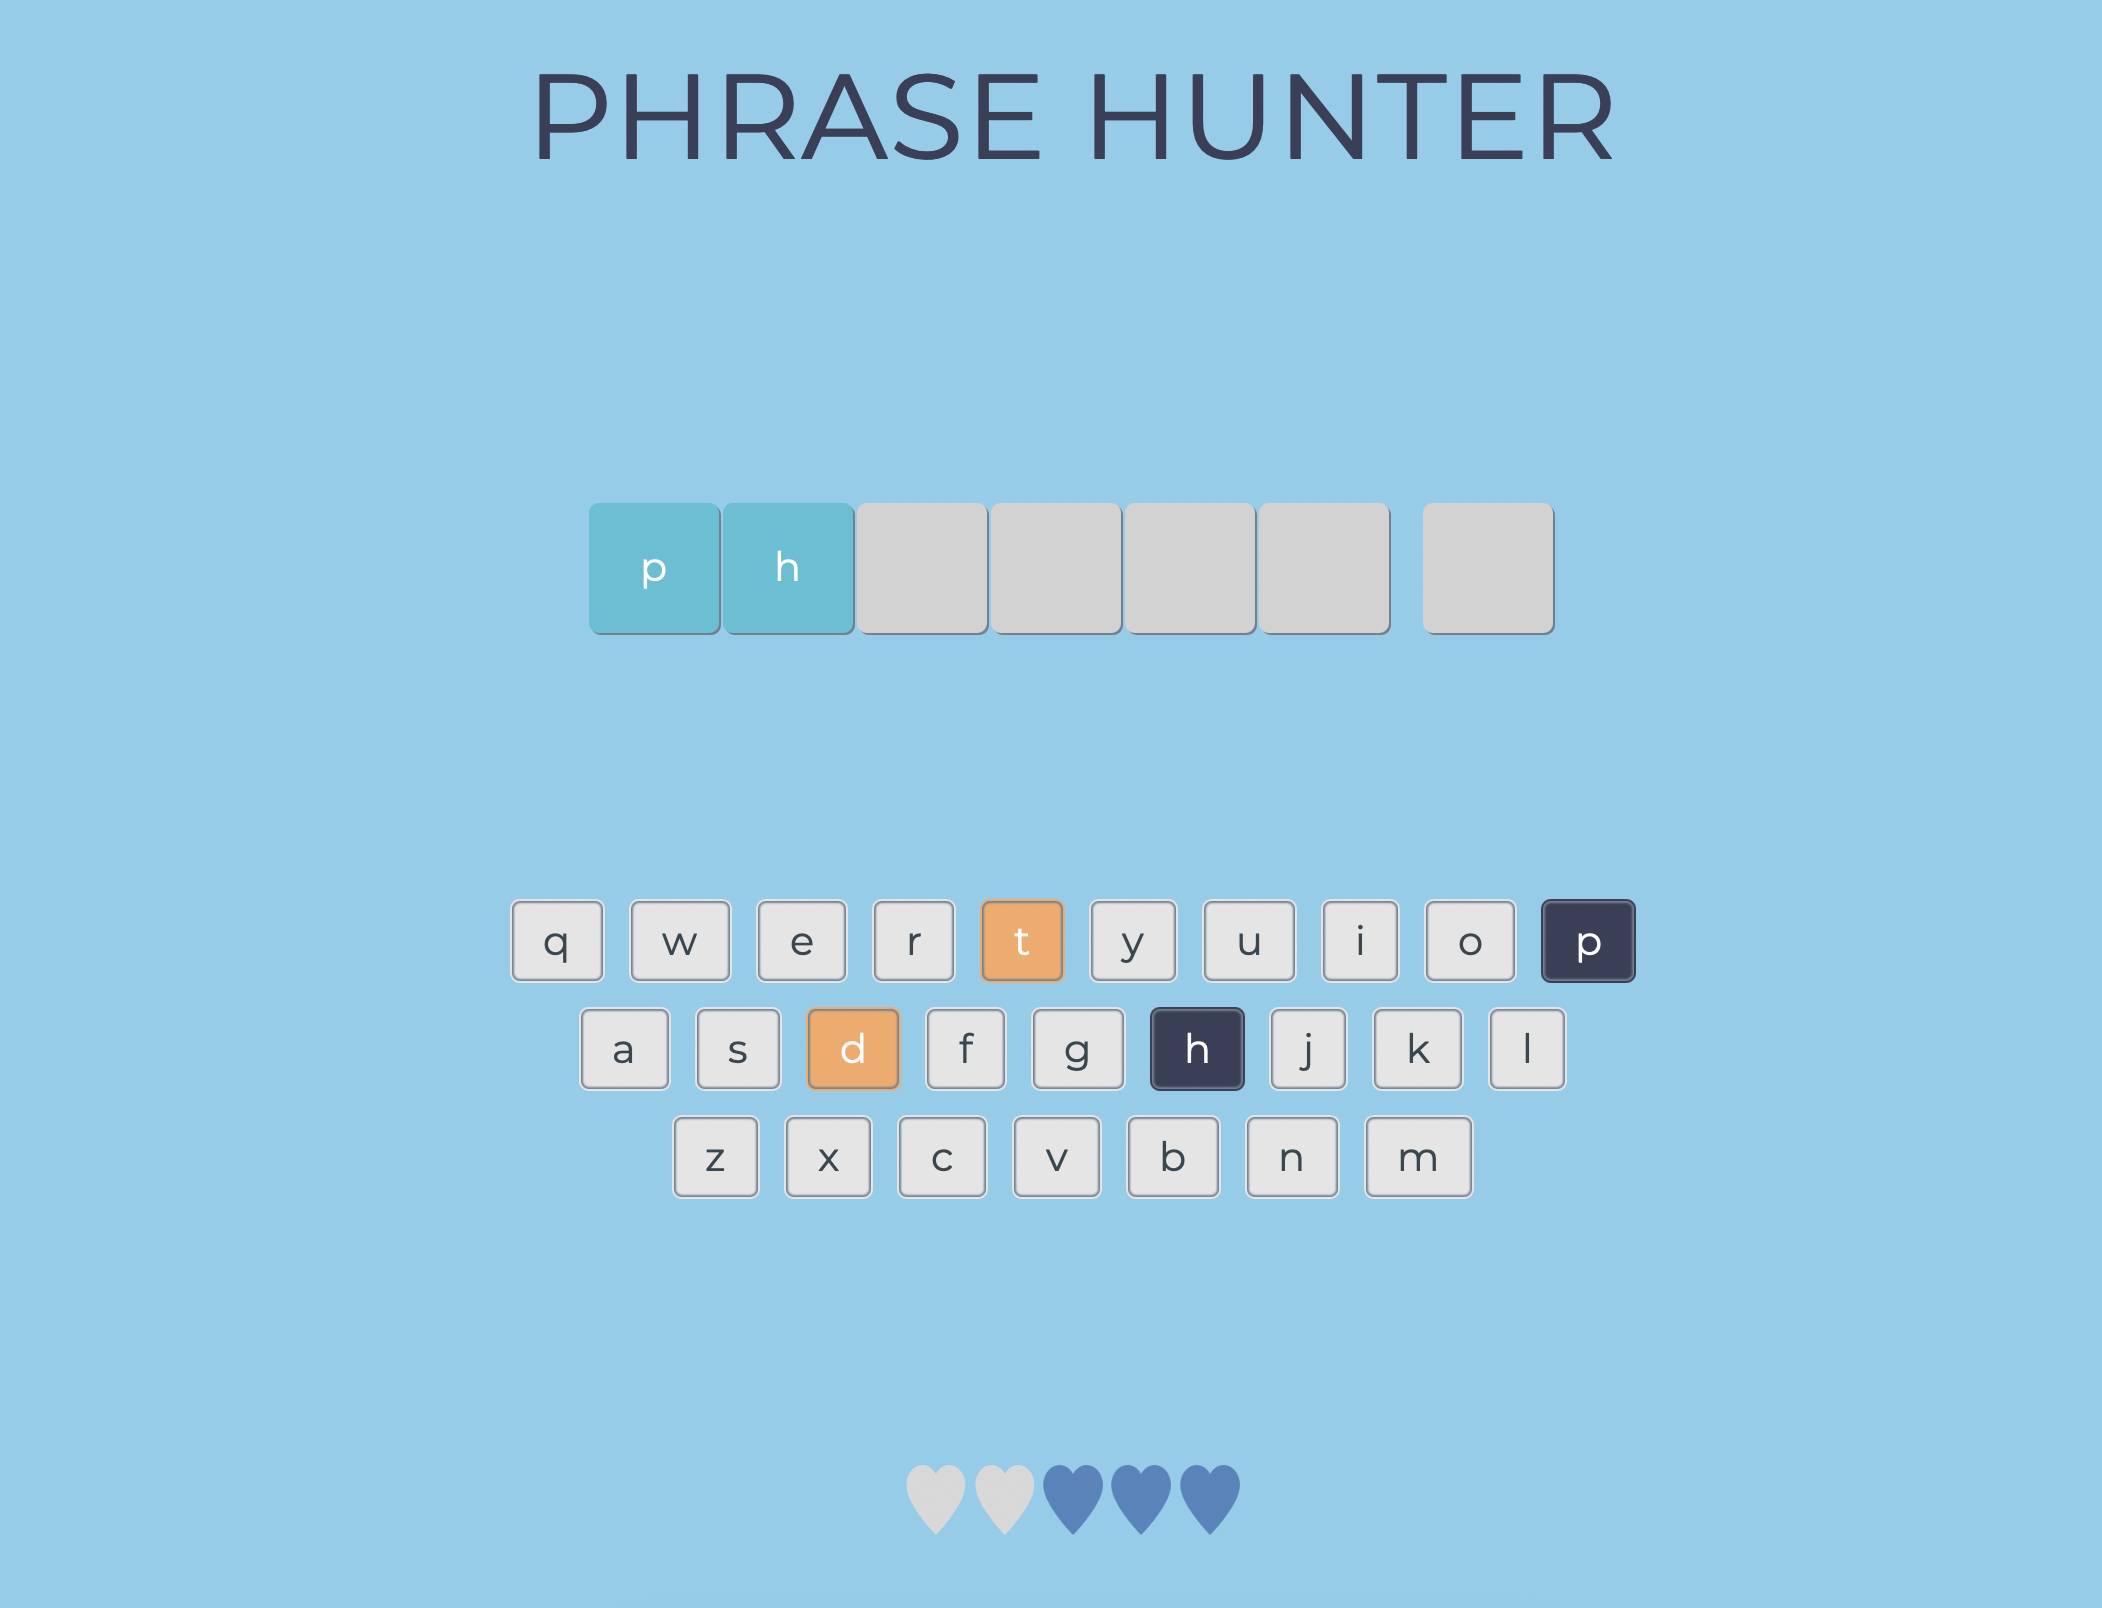 PHRASE HUNTER
p h
q w e r t y u i o p
a s d f g h j k l
z x c v b n m